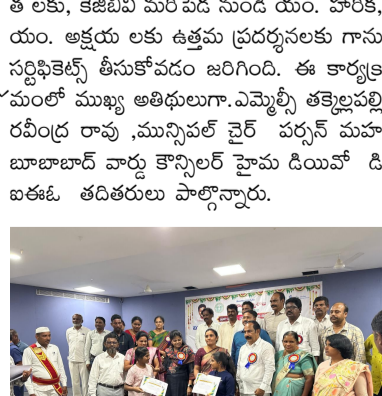 త లకు, కేజిబివి మరిపెడ నుండి యం. హారిక,
యం. అక్షయ లకు ఉత్తమ ప్రదర్శనలకు గాను
సర్టిఫికెట్స్ తీసుకోవడం జరిగింది. ఈ కార్యక్ర
మంలో ముఖ్య అతిథులుగా.ఎమ్మెల్సీ తక్కెల్లపల్లి
రవీంద్ర రావు ,మున్సిపల్ చైర్ పర్సన్ మహ
బూబాబాద్ వార్డు కౌన్సిలర్ హైమ డియివో డి
ఐఈఓ తదితరులు పాల్గొన్నారు.